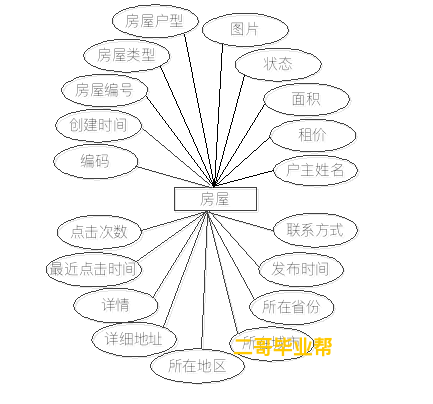 房屋户型
图片
房屋类型
状态
房屋编号
面积
创建时间
租价
编码
户主姓名
房屋
点击次数
联系方式
最近点击时间
发布时间
详情
所在省份
详细地址
所在
二哥毕业帮
所在地区